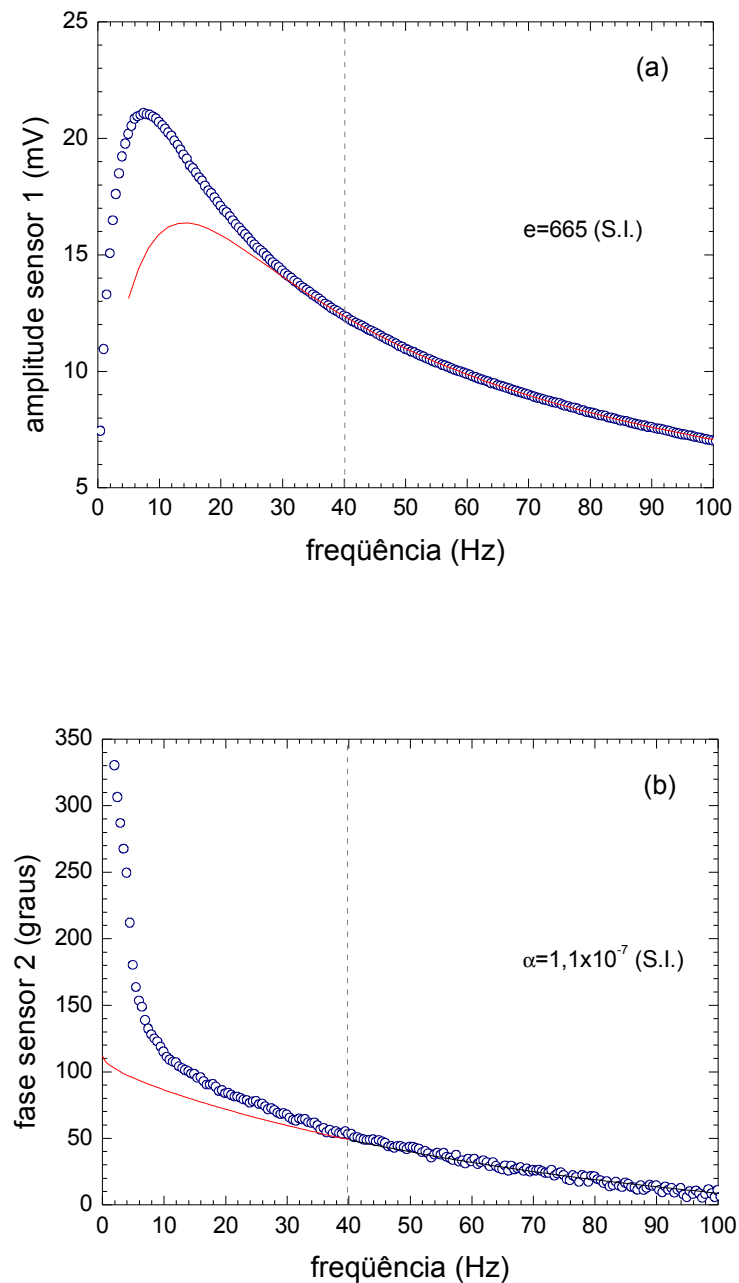 25
20
15
10
5
amplitude sensor 1 (mV)
(a)
e=665 (S.I.)
0 10 20 30 40 50 60 70 80 90 100
freqüência (Hz)
350
300
250
200
150
100
50
0
fase sensor 2 (graus)
(b)
α=1,1x10⁻⁷ (S.I.)
0 10 20 30 40 50 60 70 80 90 100
freqüência (Hz)